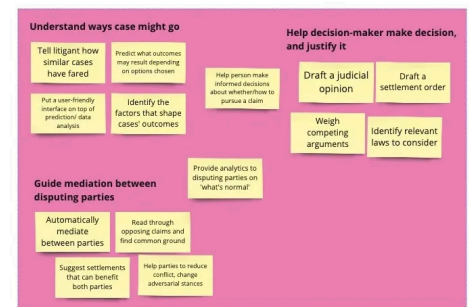 Understand ways case might go
Tell litigant how
similar cases
have fared
Predict what outcomes
may result depending
on options chosen
Put a user-friendly
interface on top of
prediction/ data
analysis
Identify the
factors that shape
cases' outcomes
Help person make
informed decisions
about whether/how to
pursue a claim
Help decision-maker make decision,
and justify it
Draft a judicial
opinion
Draft a
settlement order
Weigh
competing
arguments
Identify relevant
laws to consider
Provide analytics to
disputing parties on
'what's normal'
Guide mediation between
disputing parties
Automatically
mediate
between parties
Read through
opposing claims and
find common ground
Suggest settlements
that can benefit
both parties
Help parties to reduce
conflict, change
adversarial stances